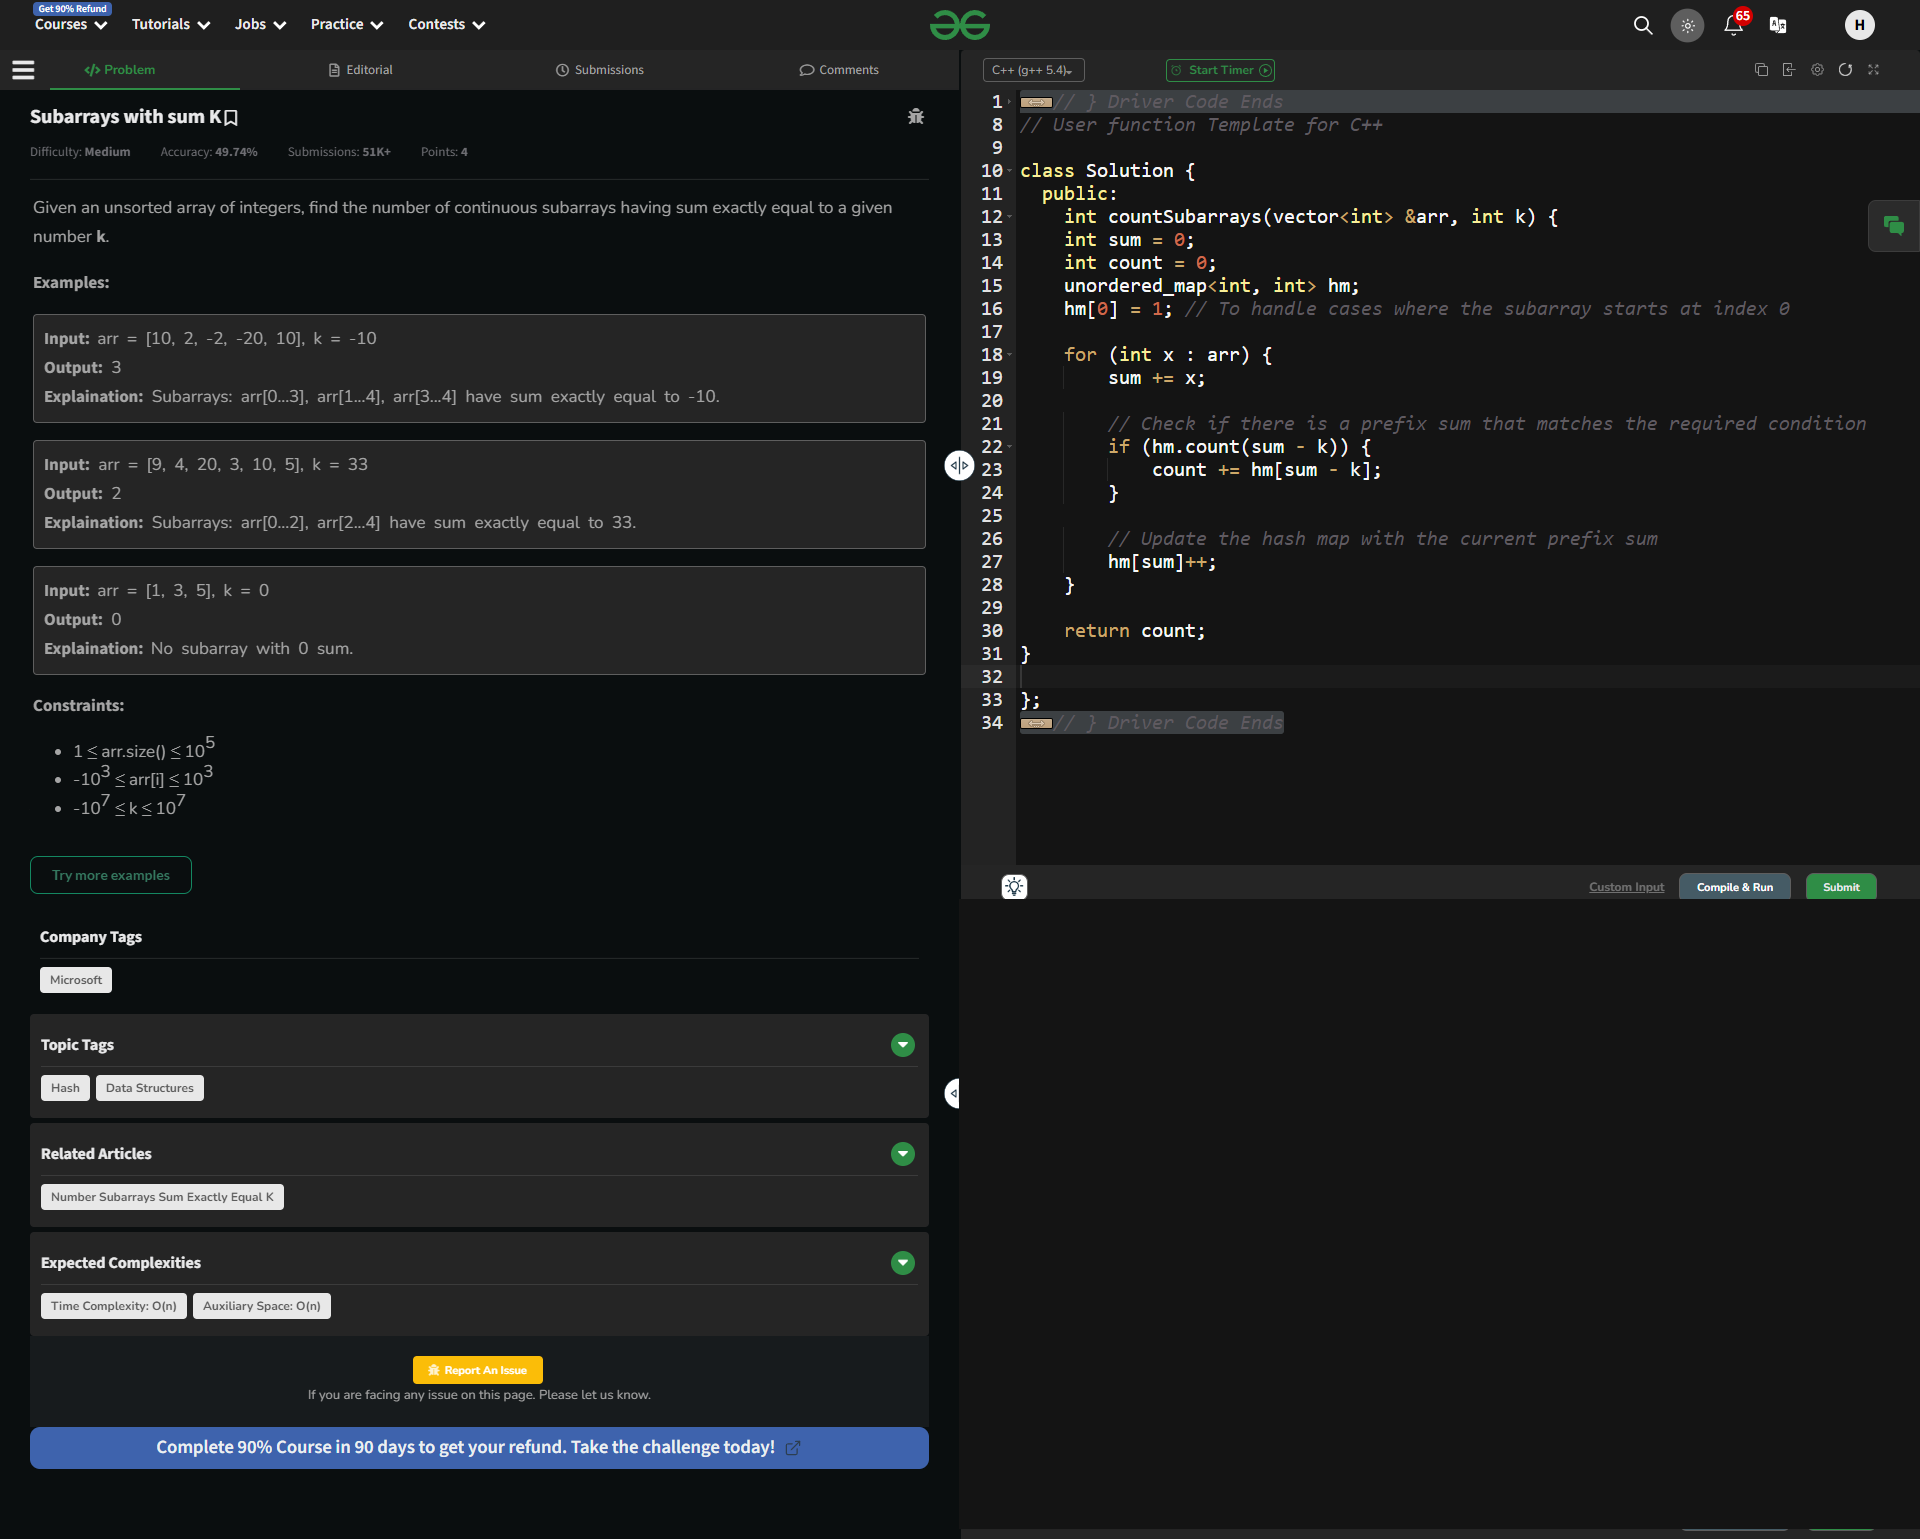 Get 90% Refund
Courses Tutorials Jobs Practice Contests
65
H
</> Problem Editorial Submissions Comments
Subarrays with sum K
Difficulty: Medium Accuracy: 49.74% Submissions: 51K+ Points: 4
Given an unsorted array of integers, find the number of continuous subarrays having sum exactly equal to a given
number k.
Examples:
Input: arr = [10, 2, -2, -20, 10], k = -10
Output: 3
Explaination: Subarrays: arr[0...3], arr[1...4], arr[3...4] have sum exactly equal to -10.
Input: arr = [9, 4, 20, 3, 10, 5], k = 33
Output: 2
Explaination: Subarrays: arr[0...2], arr[2...4] have sum exactly equal to 33.
Input: arr = [1, 3, 5], k = 0
Output: 0
Explaination: No subarray with 0 sum.
Constraints:
• 1 ≤ arr.size() ≤ 10^5
• -10^3 ≤ arr[i] ≤ 10^3
• -10^7 ≤ k ≤ 10^7
Try more examples
Company Tags
Microsoft
Topic Tags
Hash Data Structures
Related Articles
Number Subarrays Sum Exactly Equal K
Expected Complexities
Time Complexity: O(n) Auxiliary Space: O(n)
Report An Issue
If you are facing any issue on this page. Please let us know.
Complete 90% Course in 90 days to get your refund. Take the challenge today!
C++ (g++ 5.4) Start Timer
1 // } Driver Code Ends
8 // User function Template for C++
9
10 class Solution {
11   public:
12     int countSubarrays(vector<int> &arr, int k) {
13     int sum = 0;
14     int count = 0;
15     unordered_map<int, int> hm;
16     hm[0] = 1; // To handle cases where the subarray starts at index 0
17
18     for (int x : arr) {
19         sum += x;
20
21         // Check if there is a prefix sum that matches the required condition
22         if (hm.count(sum - k)) {
23             count += hm[sum - k];
24         }
25
26         // Update the hash map with the current prefix sum
27         hm[sum]++;
28     }
29
30     return count;
31 }
32
33 };
34 // } Driver Code Ends
Custom Input Compile & Run Submit